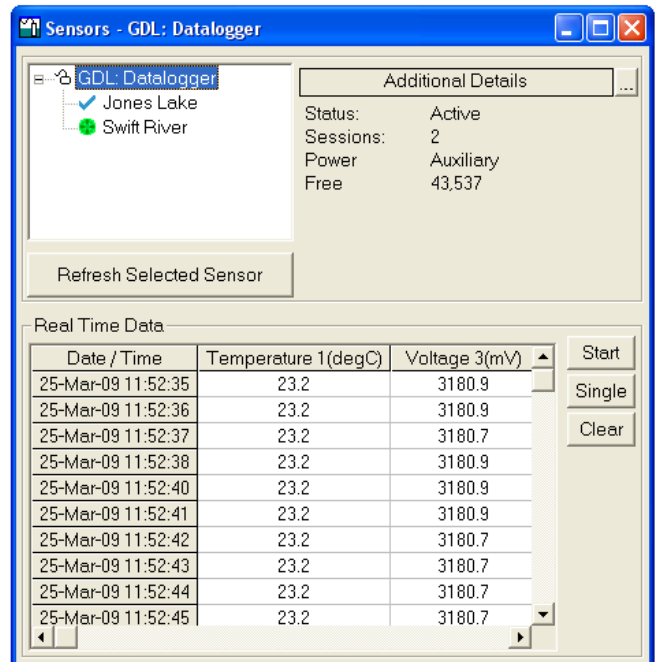 Sensors - GDL: Datalogger
GDL: Datalogger
Jones Lake
Swift River
Refresh Selected Sensor
Additional Details ...
Status: Active
Sessions: 2
Power Auxiliary
Free 43,537
Real Time Data
Date / Time Temperature 1(degC) Voltage 3(mV)
25-Mar-09 11:52:35 23.2 3180.9
25-Mar-09 11:52:36 23.2 3180.9
25-Mar-09 11:52:37 23.2 3180.7
25-Mar-09 11:52:38 23.2 3180.9
25-Mar-09 11:52:40 23.2 3180.9
25-Mar-09 11:52:41 23.2 3180.9
25-Mar-09 11:52:42 23.2 3180.7
25-Mar-09 11:52:43 23.2 3180.7
25-Mar-09 11:52:44 23.2 3180.7
25-Mar-09 11:52:45 23.2 3180.7
Start
Single
Clear